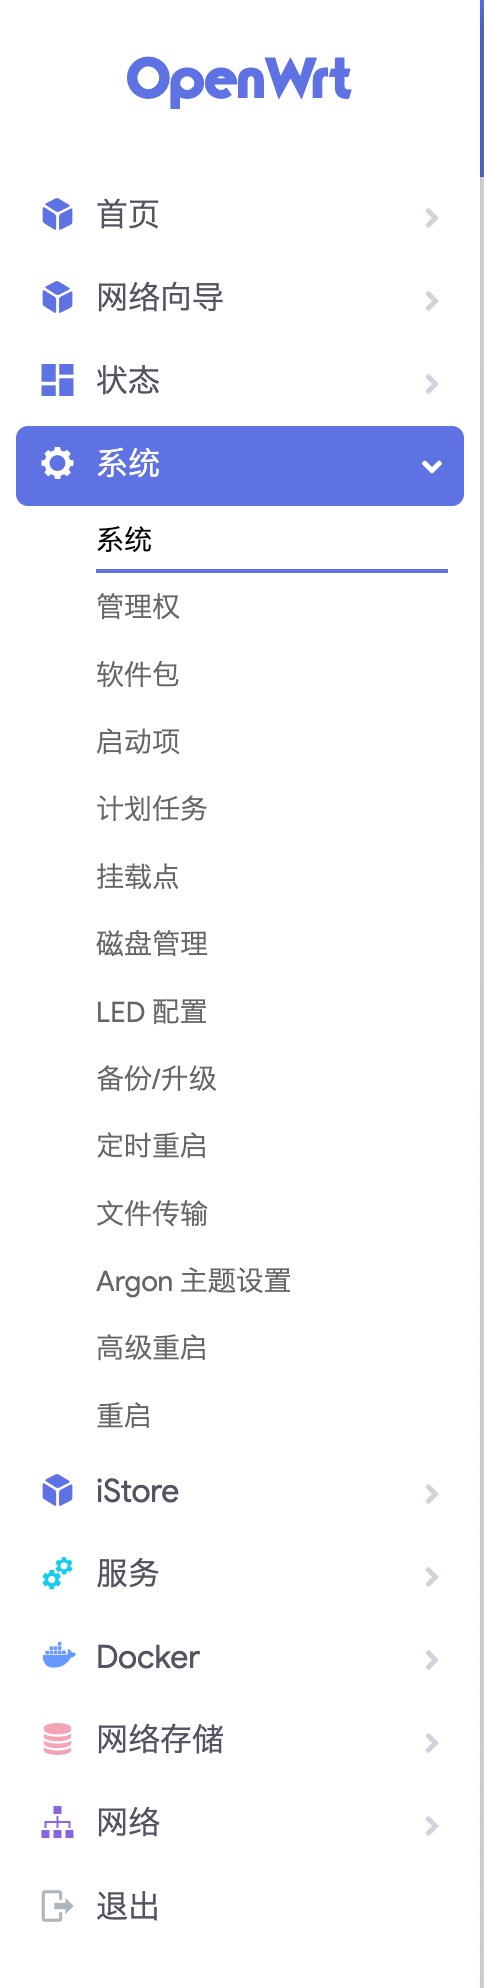 OpenWrt
首页
网络向导
状态
系统
系统
管理权
软件包
启动项
计划任务
挂载点
磁盘管理
LED 配置
备份/升级
定时重启
文件传输
Argon 主题设置
高级重启
重启
iStore
服务
Docker
网络存储
网络
退出